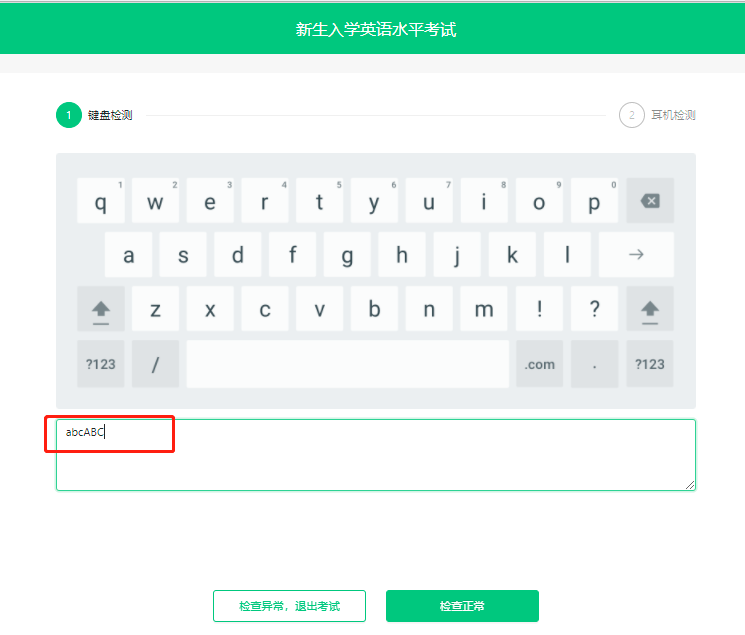 新生入学英语水平考试
1 键盘检测 2 耳机检测
q 1 w 2 e 3 r 4 t 5 y 6 u 7 i 8 o 9 p 0
a s d f g h j k l
z x c v b n m ! ?
?123 / .com . ?123
abcABC
检查异常，退出考试 检查正常